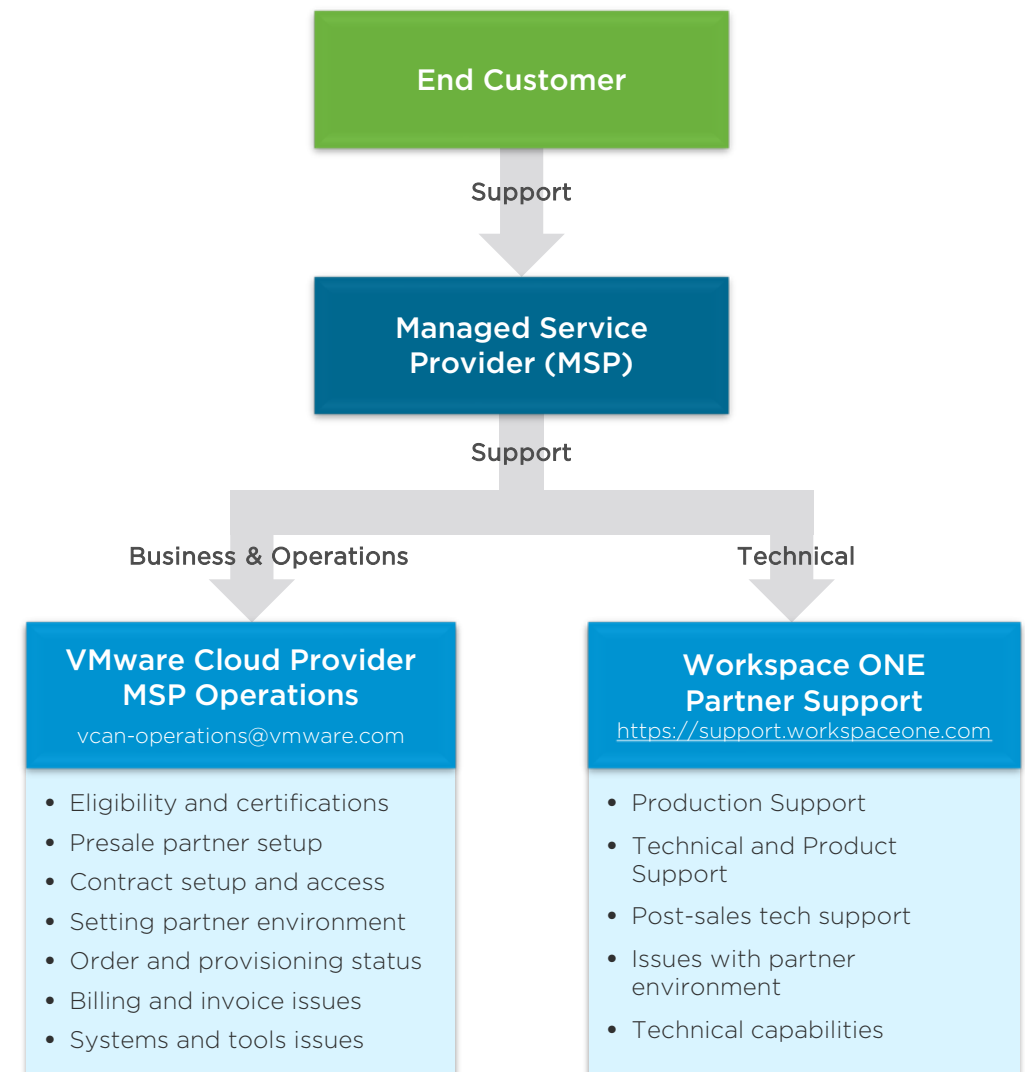 End Customer
Support
Managed Service
Provider (MSP)
Support
Business & Operations
Technical
VMware Cloud Provider
MSP Operations
vcan-operations@vmware.com
• Eligibility and certifications
• Presale partner setup
• Contract setup and access
• Setting partner environment
• Order and provisioning status
• Billing and invoice issues
• Systems and tools issues
Workspace ONE
Partner Support
https://support.workspaceone.com
• Production Support
• Technical and Product
Support
• Post-sales tech support
• Issues with partner
environment
• Technical capabilities